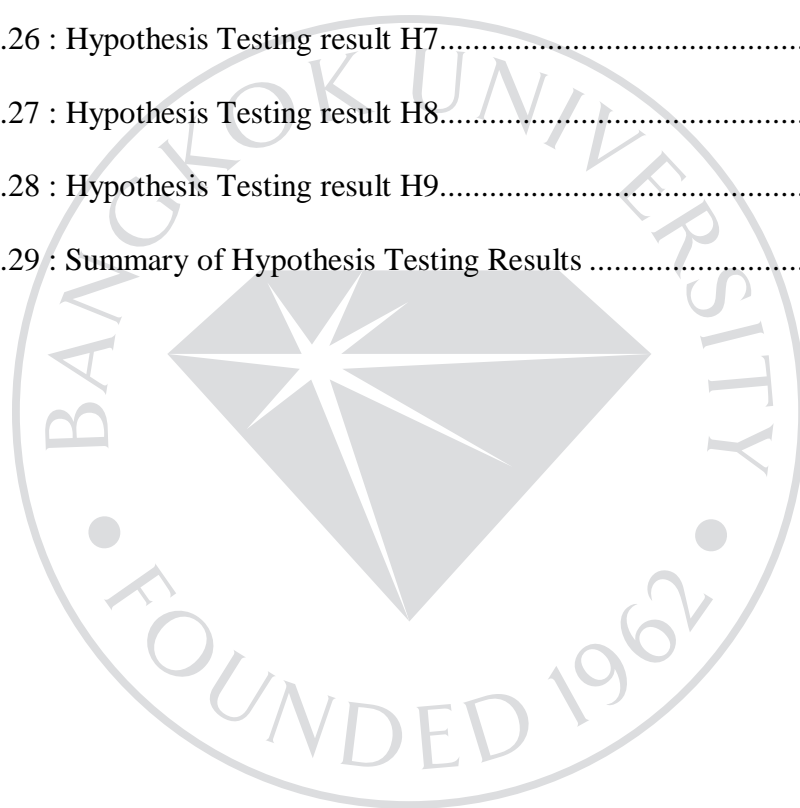 .26 : Hypothesis Testing result H7..........................................
.27 : Hypothesis Testing result H8..........................................
.28 : Hypothesis Testing result H9..........................................
.29 : Summary of Hypothesis Testing Results ........................
BANGKOK UNIVERSITY
• FOUNDED 1962 •